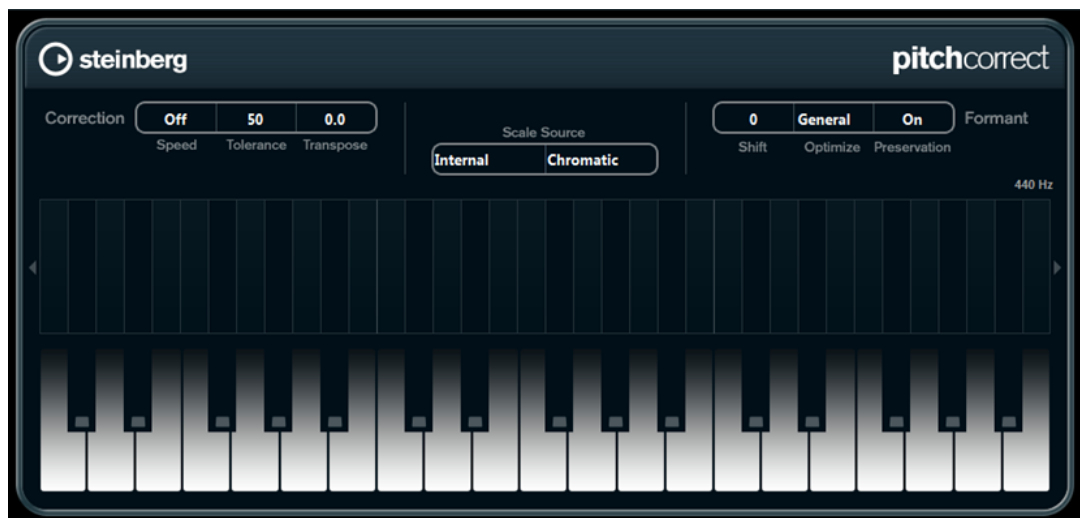 steinberg
pitchcorrect
Correction Off 50 0.0
Speed Tolerance Transpose
Scale Source
Internal Chromatic
0 General On Formant
Shift Optimize Preservation
440 Hz